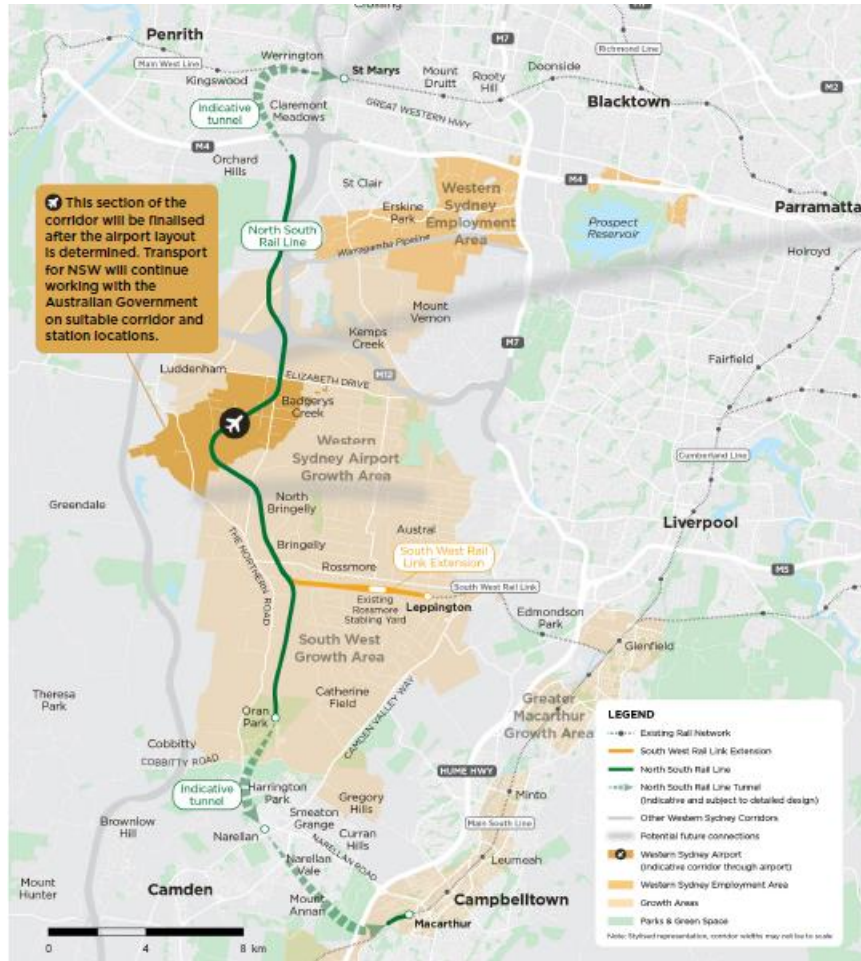 Penrith
Werrington
Main West Line
Kingswood
St Marys
Mount
Druitt
Rooty
Hill
Doonside
Richmond Line
M7
M2
Blacktown
Indicative
tunnel
Claremont
Meadows
GREAT WESTERN HWY
M4
Orchard
Hills
St Clair
Erskine
Park
Western
Sydney
Employment
Area
M4
Parramatta
Prospect
Reservoir
Holroyd
This section of the
corridor will be finalised
after the airport layout
is determined. Transport
for NSW will continue
working with the
Australian Government
on suitable corridor and
station locations.
North South
Rail Line
Warragamba Pipeline
Mount
Vernon
Kemps
Creek
M7
Fairfield
Luddenham
ELIZABETH DRIVE
M12
Badgerys
Creek
Western
Sydney Airport
Growth Area
Cumberland Line
Greendale
North
Bringelly
Liverpool
Austral
Bringelly
THE NORTHERN ROAD
South West Rail
Link Extension
Rossmore
M5
South West Rail Link
Existing
Rossmore
Stabling Yard
Leppington
Edmondson
Park
South West
Growth Area
Glenfield
Theresa
Park
Catherine
Field
CAMDEN VALLEY WAY
Greater
Macarthur
Growth Area
Oran
Park
Cobbitty
COBBITTY ROAD
HUME HWY
Indicative
tunnel
Harrington
Park
Gregory
Hills
Minto
Brownlow
Hill
Smeaton
Grange
Curran
Hills
Main South Line
Narellan
NARELLAN ROAD
Narellan
Vale
Leumeah
Mount
Hunter
Camden
Mount
Annan
Campbelltown
Macarthur
0 4 8 km
LEGEND
Existing Rail Network
South West Rail Link Extension
North South Rail Line
North South Rail Line Tunnel
(indicative and subject to detailed design)
Other Western Sydney Corridors
Potential future connections
Western Sydney Airport
(indicative corridor through airport)
Western Sydney Employment Area
Growth Areas
Parks & Green Space
Note: Stylised representation, corridor widths may not be to scale